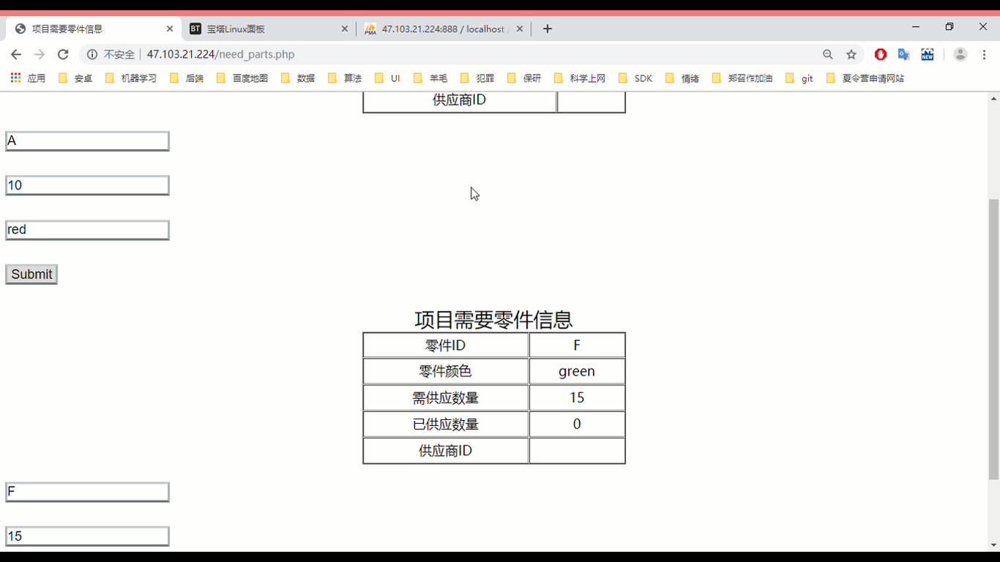 项目需要零件信息
BT 宝塔Linux面板
PMA 47.103.21.224:888 / localhost /
不安全 47.103.21.224/need_parts.php
NEW
应用 安卓 机器学习 后端 百度地图 数据 算法 UI 羊毛 犯罪 保研 科学上网 SDK 情绪 郑召作加油 git 夏令营申请网站
供应商ID
A
10
red
Submit
项目需要零件信息
零件ID F
零件颜色 green
需供应数量 15
已供应数量 0
供应商ID
F
15